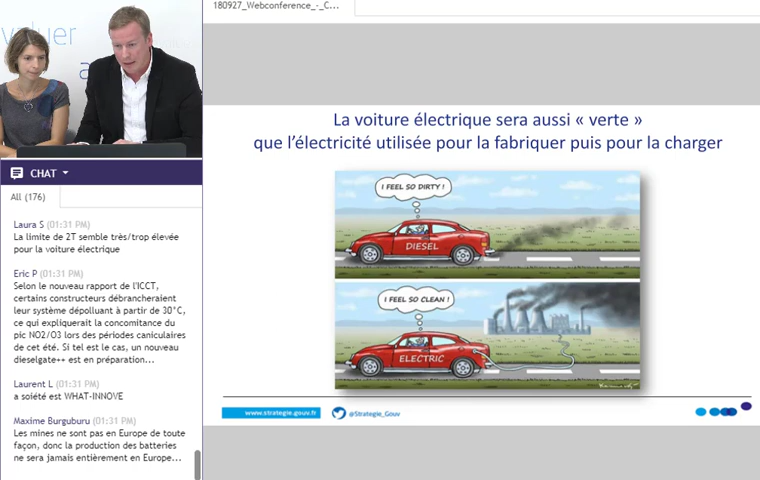 180927_Webconference_-_C...
valuer
a
La voiture électrique sera aussi « verte »
que l'électricité utilisée pour la fabriquer puis pour la charger
I FEEL SO DIRTY !
DIESEL
I FEEL SO CLEAN !
ELECTRIC
www.strategie.gouv.fr
@Strategie_Gouv
CHAT
All (176)
Laura S (01:31 PM)
La limite de 2T semble très/trop élevée
pour la voiture électrique
Eric P (01:31 PM)
Selon le nouveau rapport de l'ICCT,
certains constructeurs débrancheraient
leur système dépolluant à partir de 30°C,
ce qui expliquerait la concomitance du
pic NO2/O3 lors des périodes caniculaires
de cet été. Si tel est le cas, un nouveau
dieselgate++ est en préparation...
Laurent L (01:31 PM)
a société est WHAT-INNOVE
Maxime Burguburu (01:31 PM)
Les mines ne sont pas en Europe de toute
façon, donc la production des batteries
ne sera jamais entièrement en Europe...